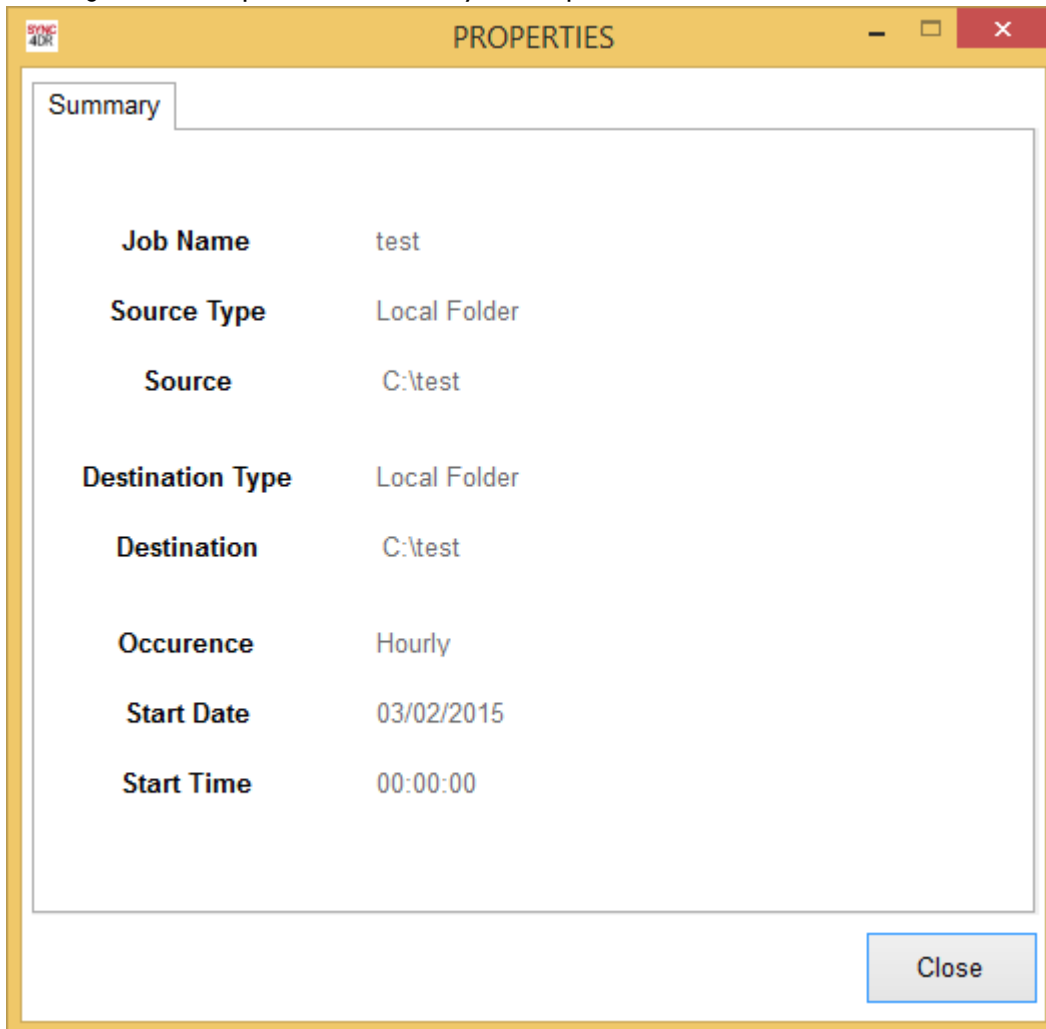 SYNC
4DR
PROPERTIES
Summary
Job Name test
Source Type Local Folder
Source C:\test
Destination Type Local Folder
Destination C:\test
Occurence Hourly
Start Date 03/02/2015
Start Time 00:00:00
Close